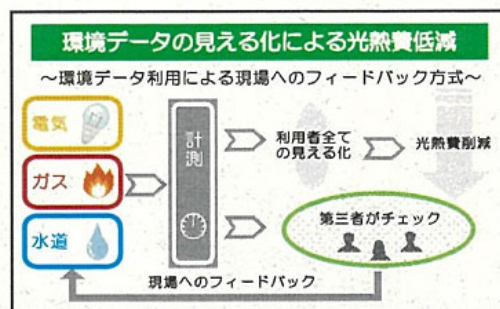 環境データの見える化による光熱費低減
～環境データ利用による現場へのフィードバック方式～
電気
ガス
水道
計測
利用者全て
の見える化
光熱費削減
第三者がチェック
現場へのフィードバック